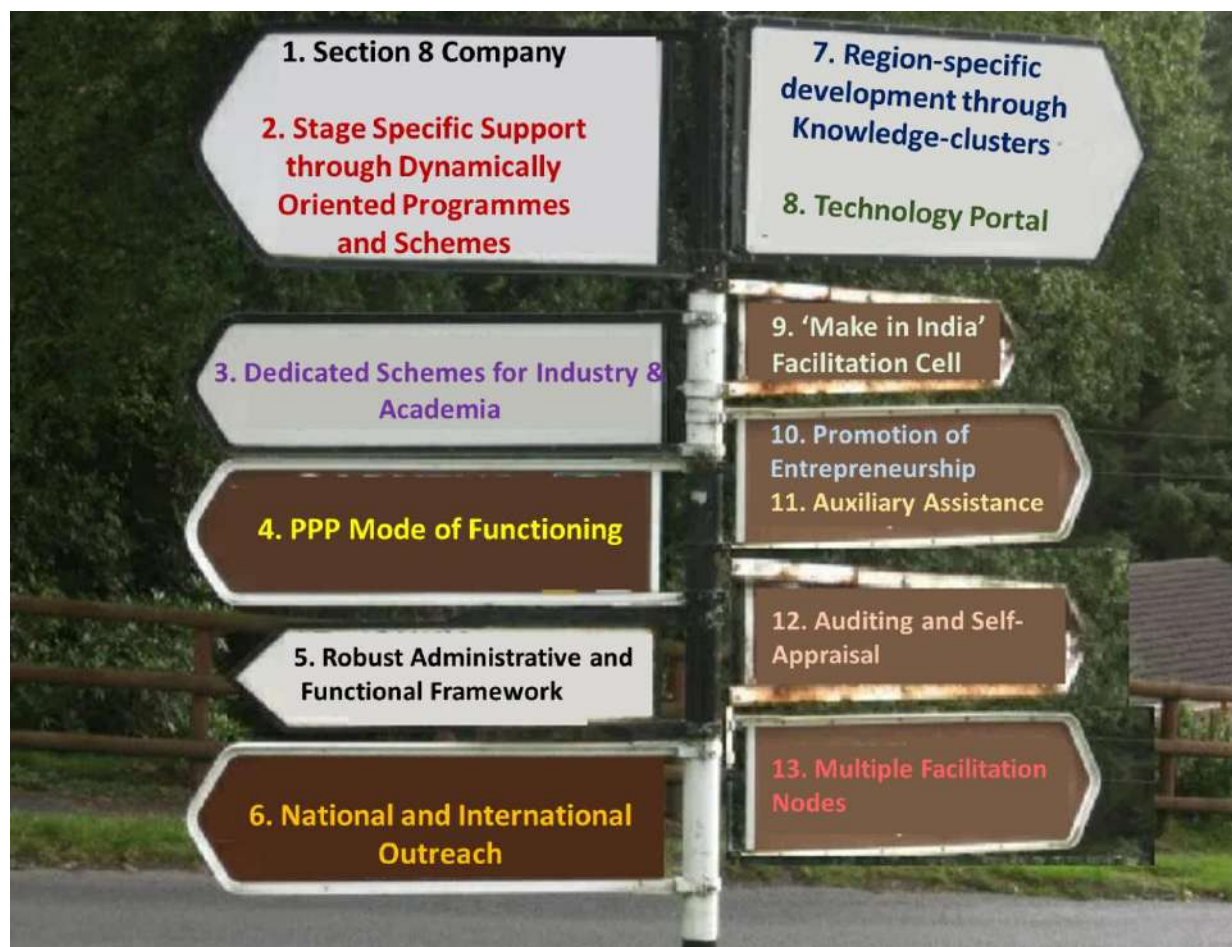 1. Section 8 Company
2. Stage Specific Support
through Dynamically
Oriented Programmes
and Schemes
3. Dedicated Schemes for Industry &
Academia
4. PPP Mode of Functioning
5. Robust Administrative and
Functional Framework
6. National and International
Outreach
7. Region-specific
development through
Knowledge-clusters
8. Technology Portal
9. ‘Make in India’
Facilitation Cell
10. Promotion of
Entrepreneurship
11. Auxiliary Assistance
12. Auditing and Self-
Appraisal
13. Multiple Facilitation
Nodes